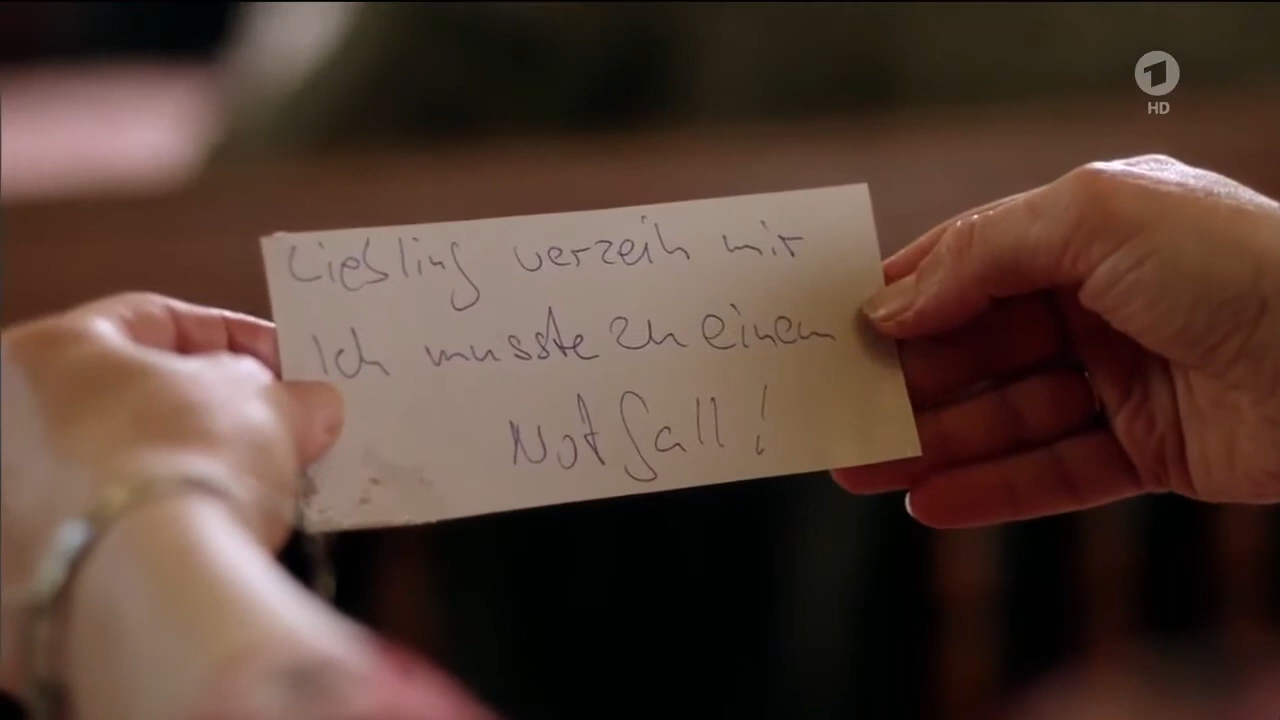 1
HD
Liebling verzeih mir
Ich musste zu einem
Notfall!